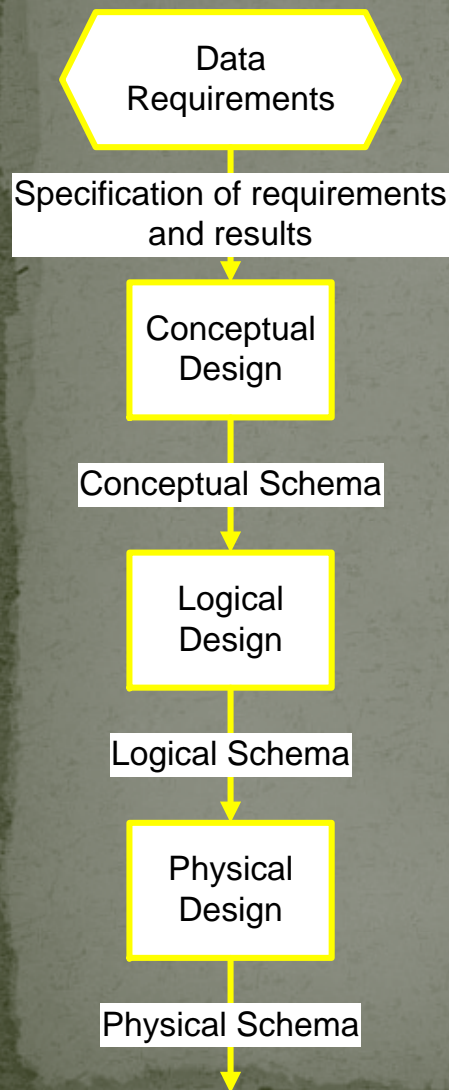 Data
Requirements
Specification of requirements
and results
Conceptual
Design
Conceptual Schema
Logical
Design
Logical Schema
Physical
Design
Physical Schema